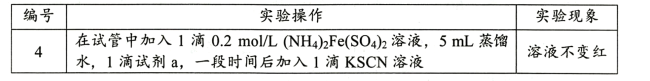 编号 实验操作 实验现象
4 在试管中加入 1 滴 0.2 mol/L (NH₄)₂Fe(SO₄)₂ 溶液，5 mL 蒸馏 溶液不变红
水，1 滴试剂 a，一段时间后加入 1 滴 KSCN 溶液